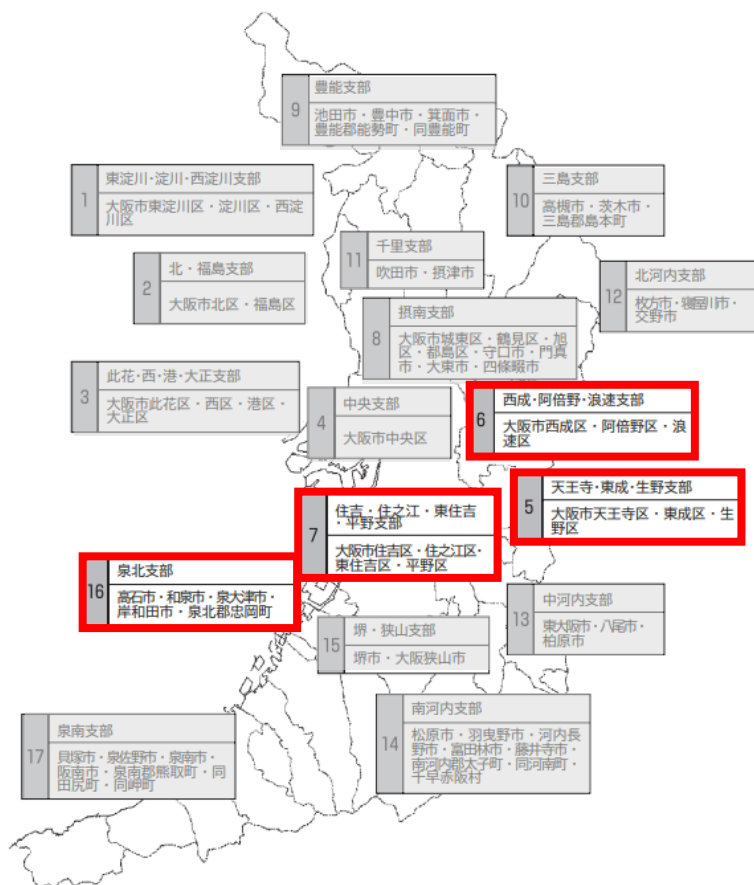 9
豊能支部
池田市・豊中市・箕面市・
豊能郡能勢町・同豊能町
1
東淀川・淀川・西淀川支部
大阪市東淀川区・淀川区・西淀
川区
10
三島支部
高槻市・茨木市・
三島郡島本町
11
千里支部
吹田市・摂津市
2
北・福島支部
大阪市北区・福島区
12
北河内支部
枚方市・寝屋川市・
交野市
8
摂南支部
大阪市城東区・鶴見区・旭
区・都島区・守口市・門真
市・大東市・四條畷市
3
此花・西・港・大正支部
大阪市此花区・西区・港区・
大正区
4
中央支部
大阪市中央区
6
西成・阿倍野・浪速支部
大阪市西成区・阿倍野区・浪
速区
5
天王寺・東成・生野支部
大阪市天王寺区・東成区・生
野区
7
住吉・住之江・東住吉
・平野支部
大阪市住吉区・住之江区・
東住吉区・平野区
16
泉北支部
高石市・和泉市・泉大津市・
岸和田市・泉北郡忠岡町
13
中河内支部
東大阪市・八尾市・
柏原市
15
堺・狭山支部
堺市・大阪狭山市
14
南河内支部
松原市・羽曳野市・河内長
野市・富田林市・藤井寺市・
南河内郡太子町・同河南町・
千早赤阪村
17
泉南支部
貝塚市・泉佐野市・泉南市・
阪南市・泉南郡熊取町・同
田尻町・同岬町